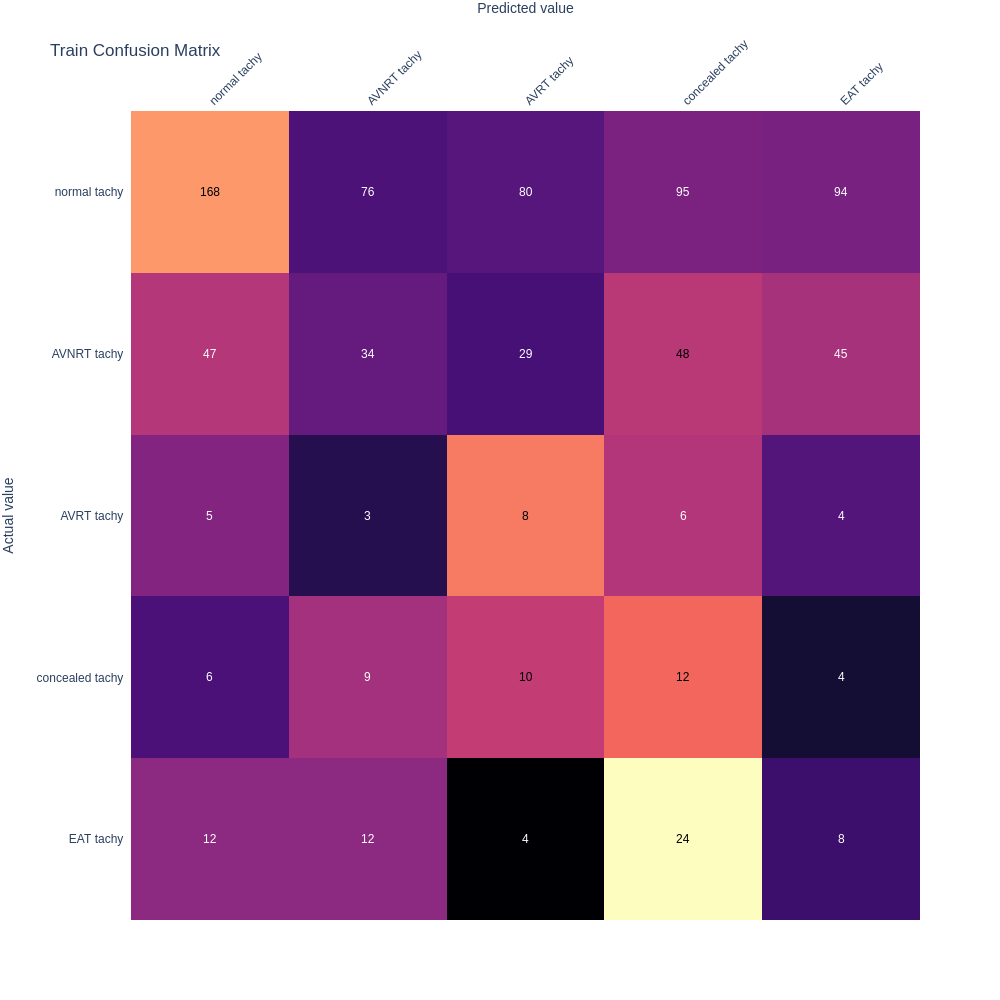 Predicted value
Train Confusion Matrix
normal tachy AVNRT tachy AVRT tachy concealed tachy EAT tachy
normal tachy 168 76 80 95 94
AVNRT tachy 47 34 29 48 45
Actual value
AVRT tachy 5 3 8 6 4
concealed tachy 6 9 10 12 4
EAT tachy 12 12 4 24 8